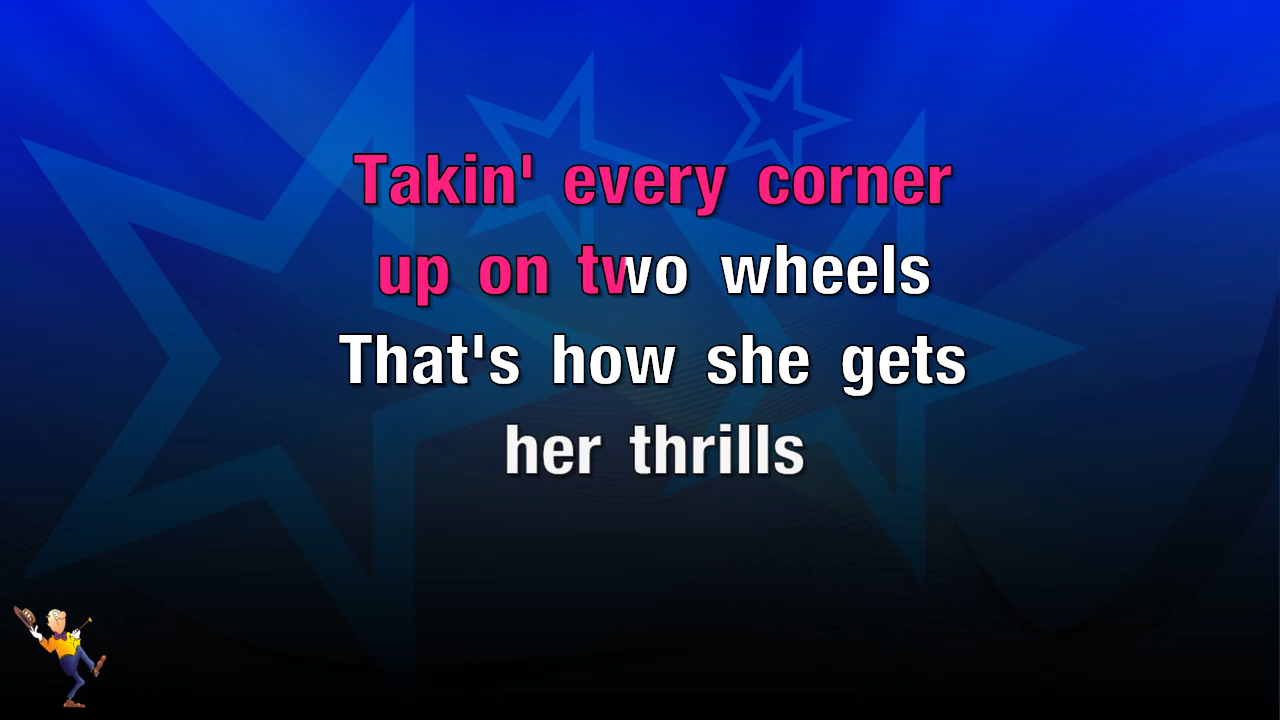 Takin' every corner
up on two wheels
That's how she gets
her thrills